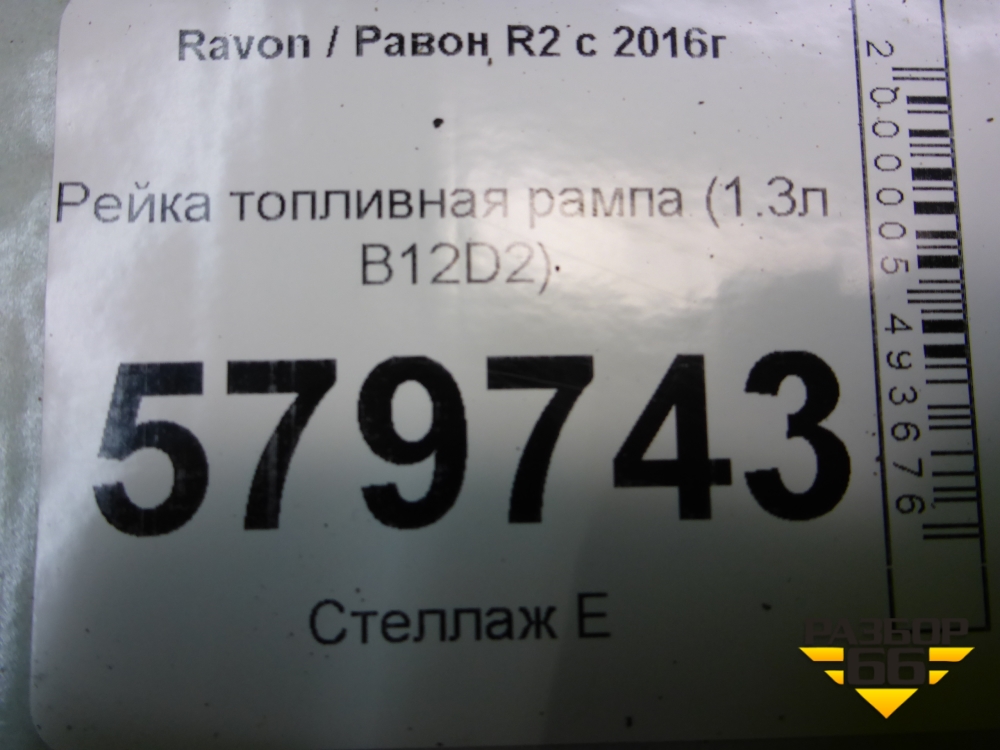 Ravon / Равон R2 с 2016г
Рейка топливная рампа (1.3л
B12D2)
579743
Стеллаж Е
2000005493676
РАЗБОР
66